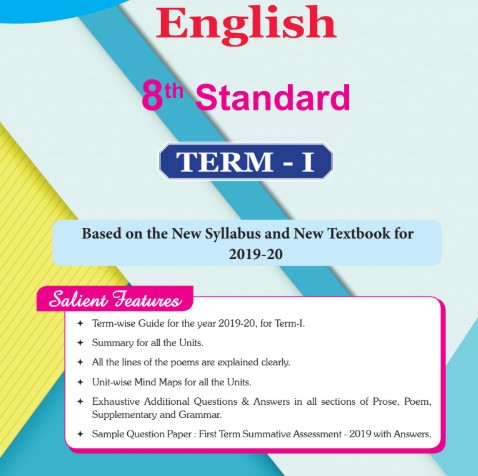 English
8th Standard
TERM - I
Based on the New Syllabus and New Textbook for
2019-20
Salient Features
Term-wise Guide for the year 2019-20, for Term-I.
Summary for all the Units.
All the lines of the poems are explained clearly.
Unit-wise Mind Maps for all the Units.
Exhaustive Additional Questions & Answers in all sections of Prose, Poem,
Supplementary and Grammar.
Sample Question Paper : First Term Summative Assessment - 2019 with Answers.